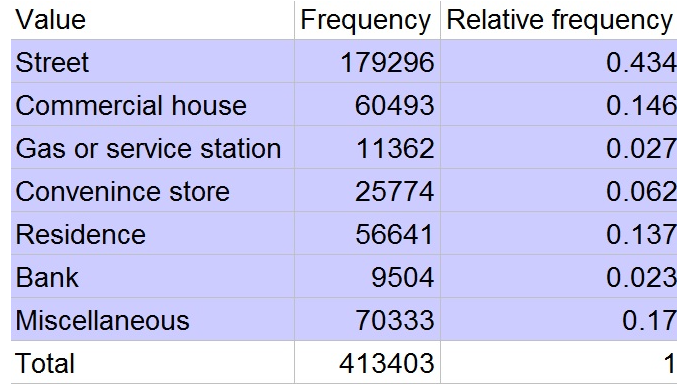 Value Frequency Relative frequency
Street 179296 0.434
Commercial house 60493 0.146
Gas or service station 11362 0.027
Convenince store 25774 0.062
Residence 56641 0.137
Bank 9504 0.023
Miscellaneous 70333 0.17
Total 413403 1